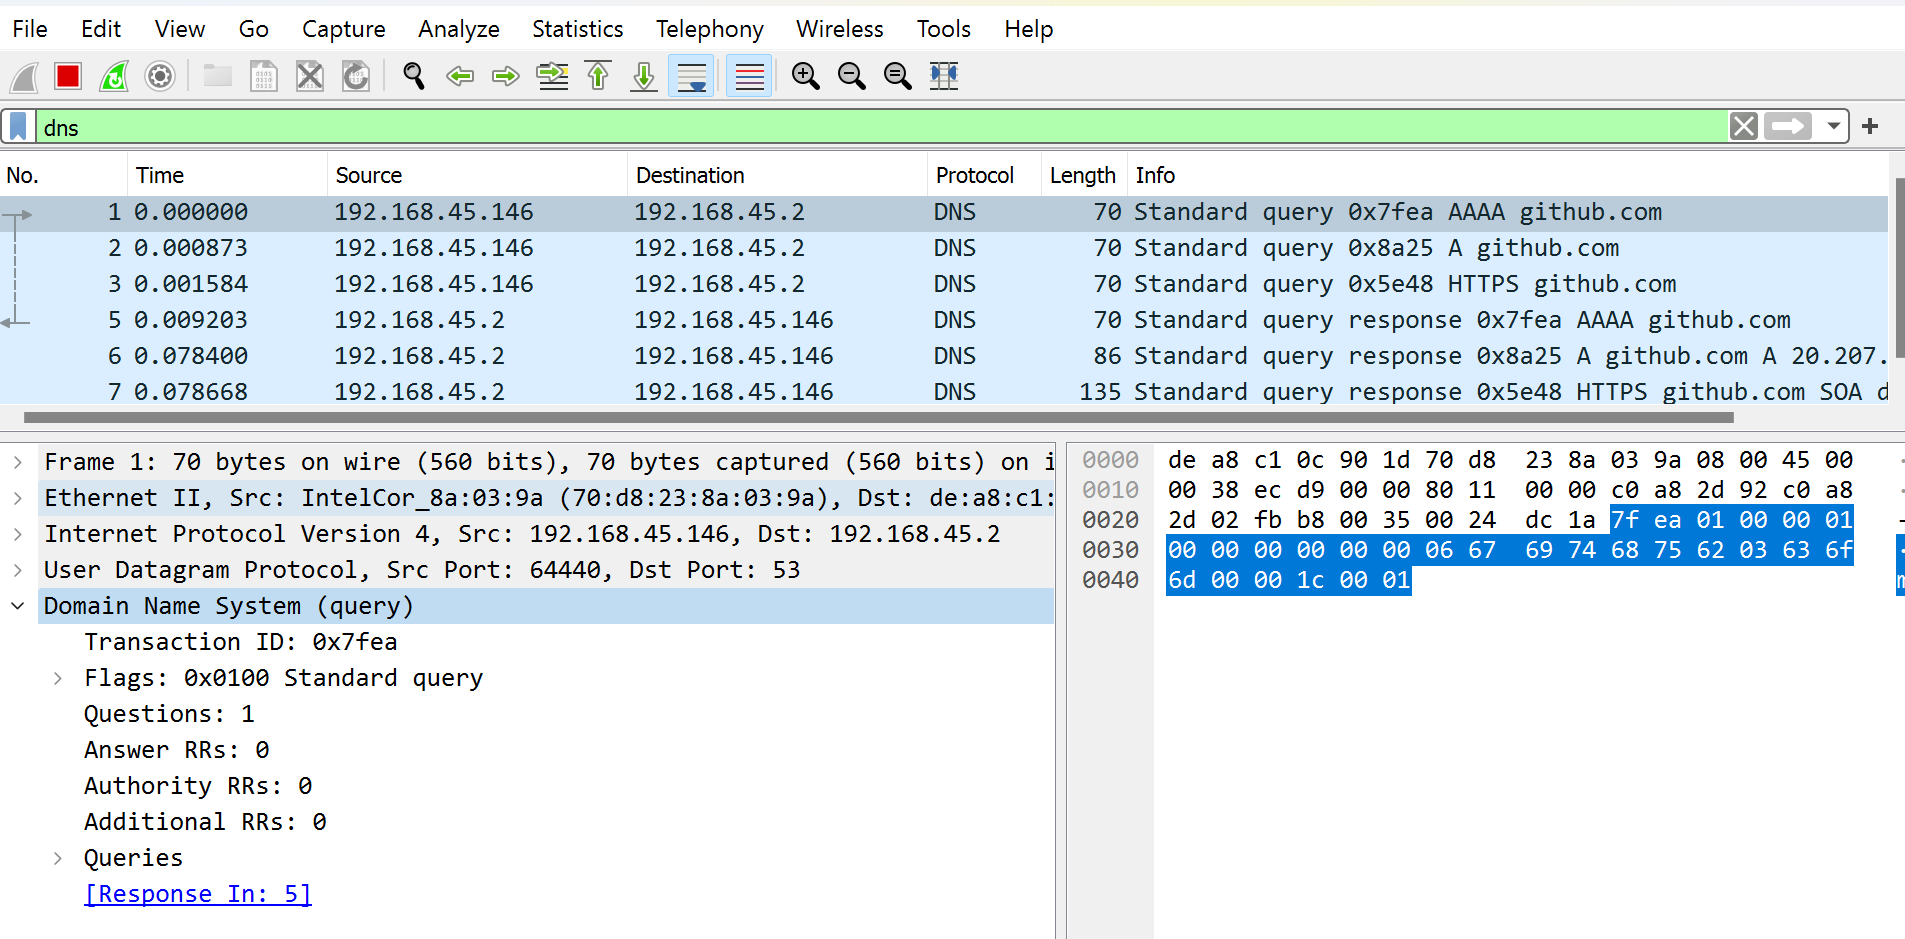 File Edit View Go Capture Analyze Statistics Telephony Wireless Tools Help
dns
No. Time Source Destination Protocol Length Info
1 0.000000 192.168.45.146 192.168.45.2 DNS 70 Standard query 0x7fea AAAA github.com
2 0.000873 192.168.45.146 192.168.45.2 DNS 70 Standard query 0x8a25 A github.com
3 0.001584 192.168.45.146 192.168.45.2 DNS 70 Standard query 0x5e48 HTTPS github.com
5 0.009203 192.168.45.2 192.168.45.146 DNS 70 Standard query response 0x7fea AAAA github.com
6 0.078400 192.168.45.2 192.168.45.146 DNS 86 Standard query response 0x8a25 A github.com A 20.207.
7 0.078668 192.168.45.2 192.168.45.146 DNS 135 Standard query response 0x5e48 HTTPS github.com SOA d
Frame 1: 70 bytes on wire (560 bits), 70 bytes captured (560 bits) on i
Ethernet II, Src: IntelCor_8a:03:9a (70:d8:23:8a:03:9a), Dst: de:a8:c1:
Internet Protocol Version 4, Src: 192.168.45.146, Dst: 192.168.45.2
User Datagram Protocol, Src Port: 64440, Dst Port: 53
Domain Name System (query)
Transaction ID: 0x7fea
Flags: 0x0100 Standard query
Questions: 1
Answer RRs: 0
Authority RRs: 0
Additional RRs: 0
Queries
[Response In: 5]
0000 de a8 c1 0c 90 1d 70 d8 23 8a 03 9a 08 00 45 00
0010 00 38 ec d9 00 00 80 11 00 00 c0 a8 2d 92 c0 a8
0020 2d 02 fb b8 00 35 00 24 dc 1a 7f ea 01 00 00 01
0030 00 00 00 00 00 00 06 67 69 74 68 75 62 03 63 6f
0040 6d 00 00 1c 00 01